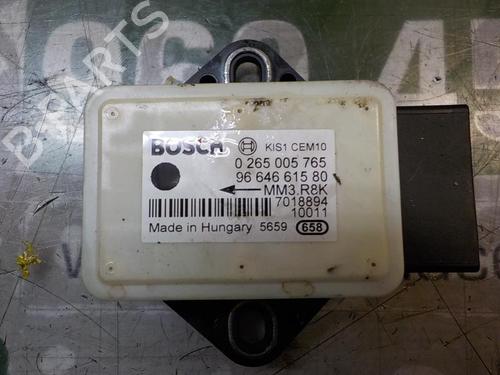 BOSCH KIS1 CEM10
0 265 005 765
96 646 615 80
MM3.R8K
7018894
10011
Made in Hungary 5659 658